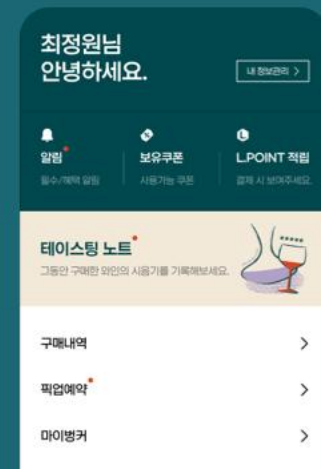 최정원님
안녕하세요.
내 정보관리 >
알림
필수/혜택 알림
보유쿠폰
사용가능 쿠폰
L.POINT 적립
결제 시 보여주세요.
테이스팅 노트
그동안 구매한 와인의 시음기를 기록해보세요.
구매내역 >
픽업예약 >
마이벙커 >